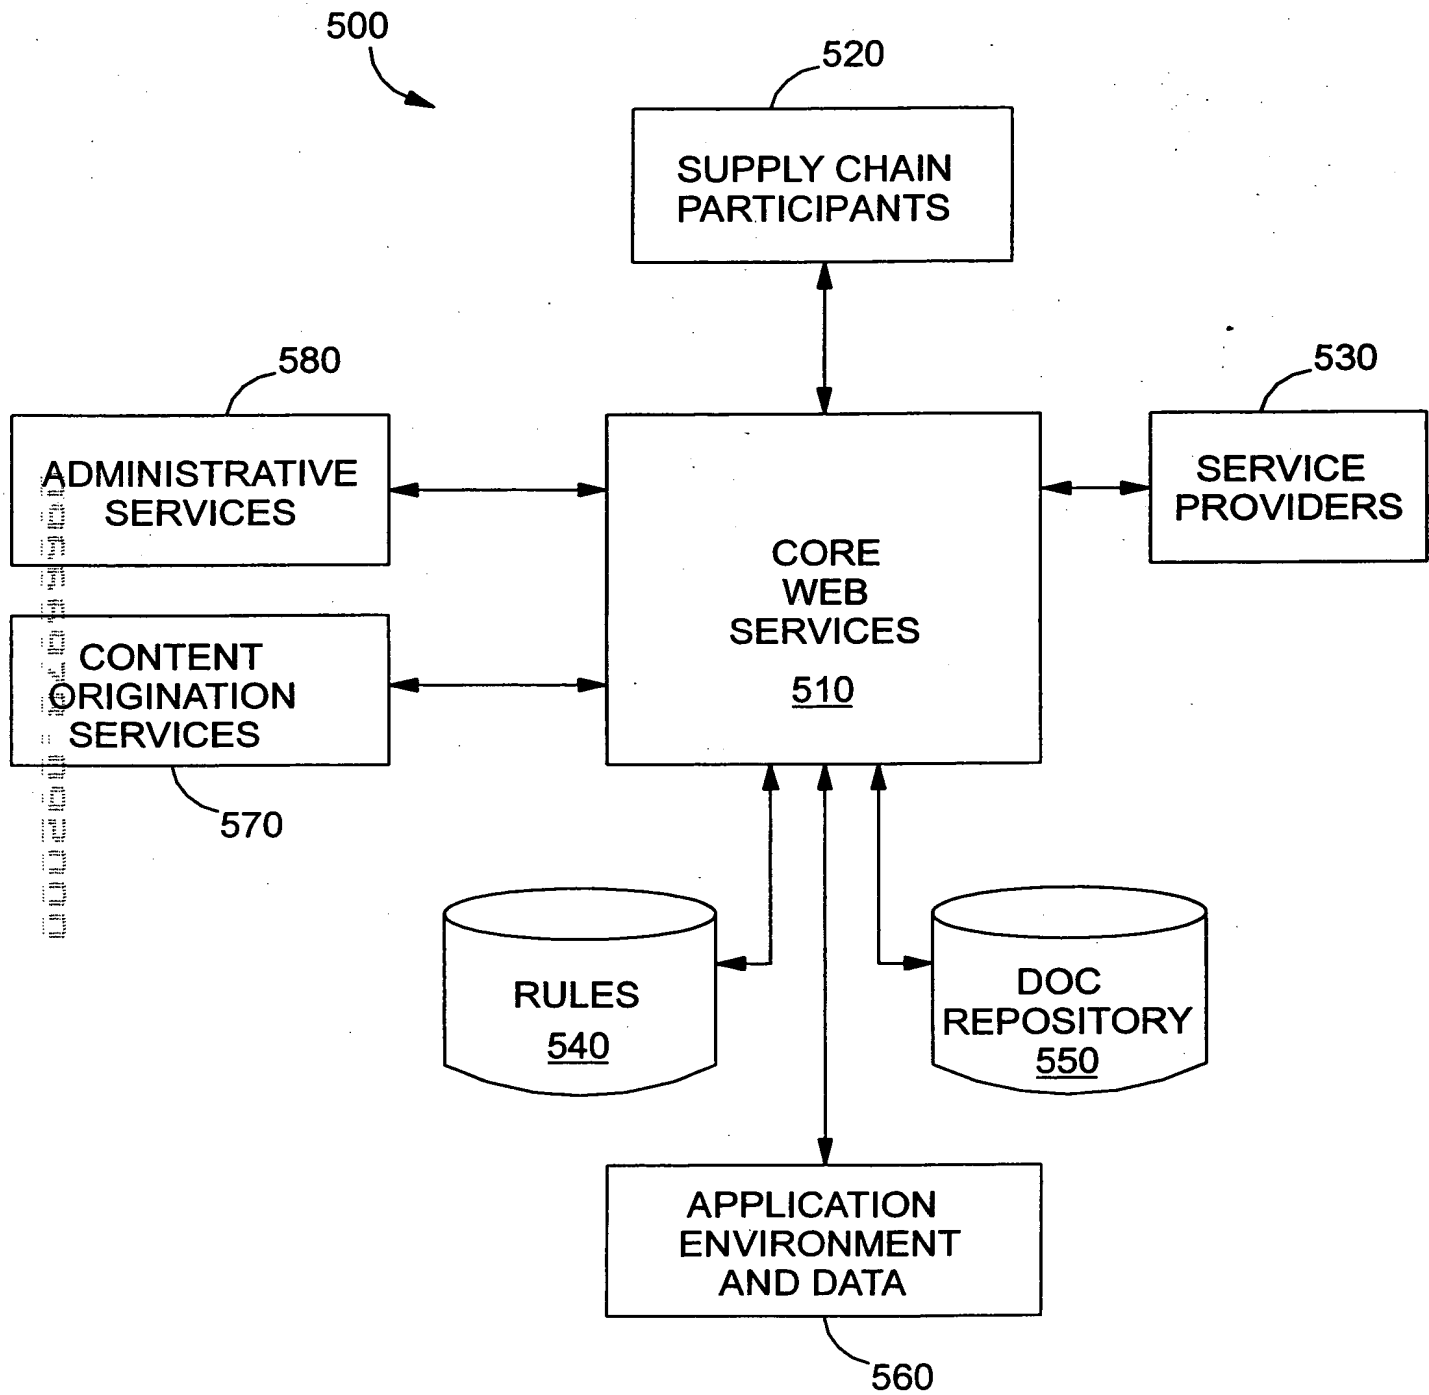 500
520
SUPPLY CHAIN
PARTICIPANTS
580
530
ADMINISTRATIVE
SERVICES
SERVICE
PROVIDERS
CORE
WEB
SERVICES
510
CONTENT
ORIGINATION
SERVICES
570
RULES
540
DOC
REPOSITORY
550
APPLICATION
ENVIRONMENT
AND DATA
560